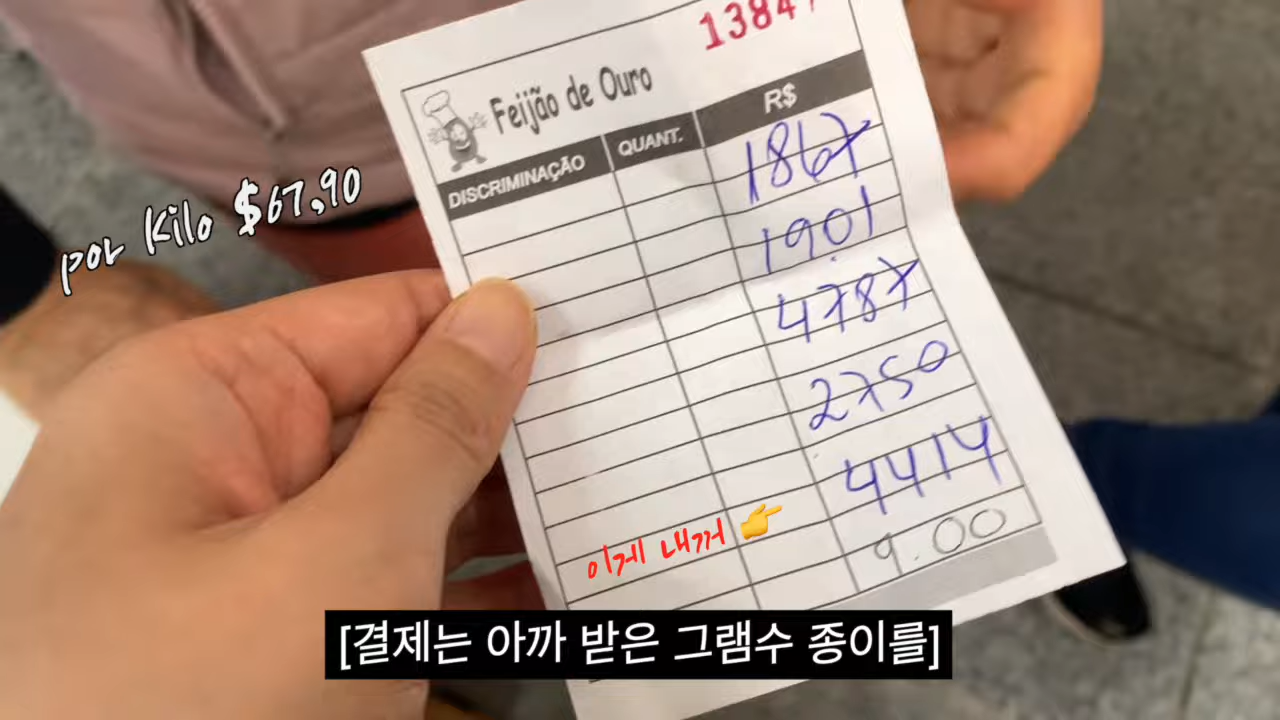 Feijão de Ouro
DISCRIMINAÇÃO QUANT. R$
1867
1901
4787
2750
4414
9.00
por Kilo $67,90
이게 내꺼 👉
[결제는 아까 받은 그램수 종이를]